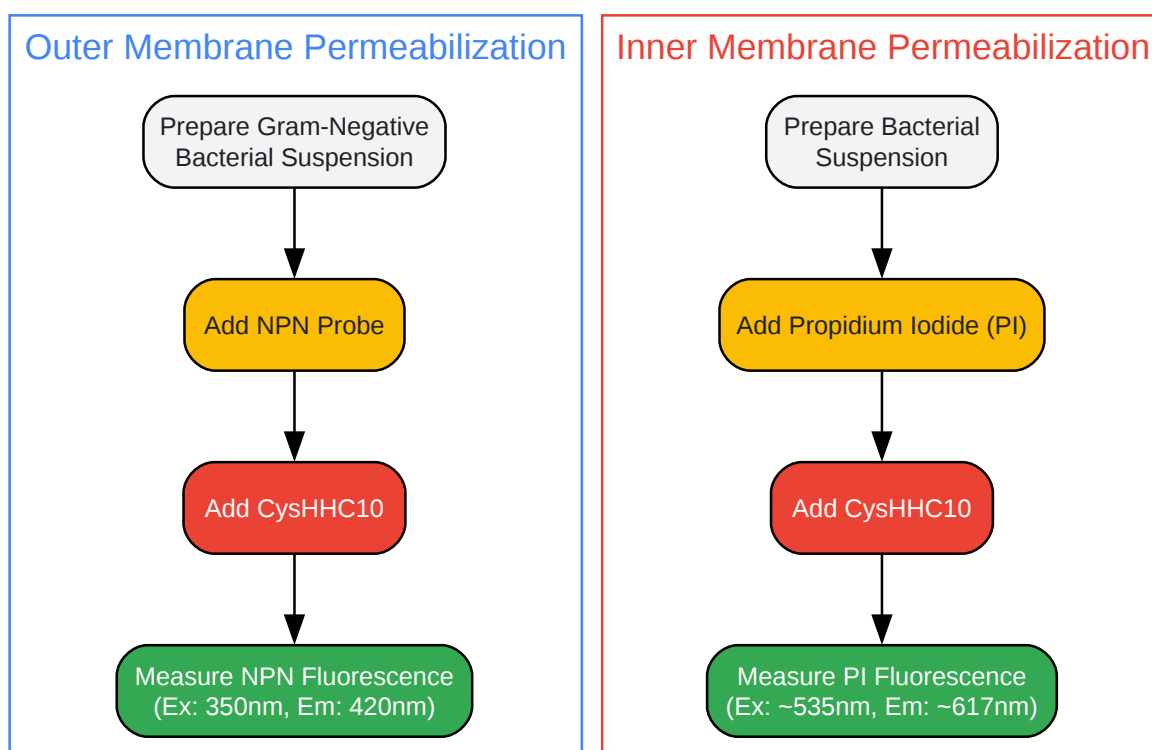 Outer Membrane Permeabilization
Prepare Gram-Negative
Bacterial Suspension
Add NPN Probe
Add CysHHC10
Measure NPN Fluorescence
(Ex: 350nm, Em: 420nm)
Inner Membrane Permeabilization
Prepare Bacterial
Suspension
Add Propidium Iodide (PI)
Add CysHHC10
Measure PI Fluorescence
(Ex: ~535nm, Em: ~617nm)